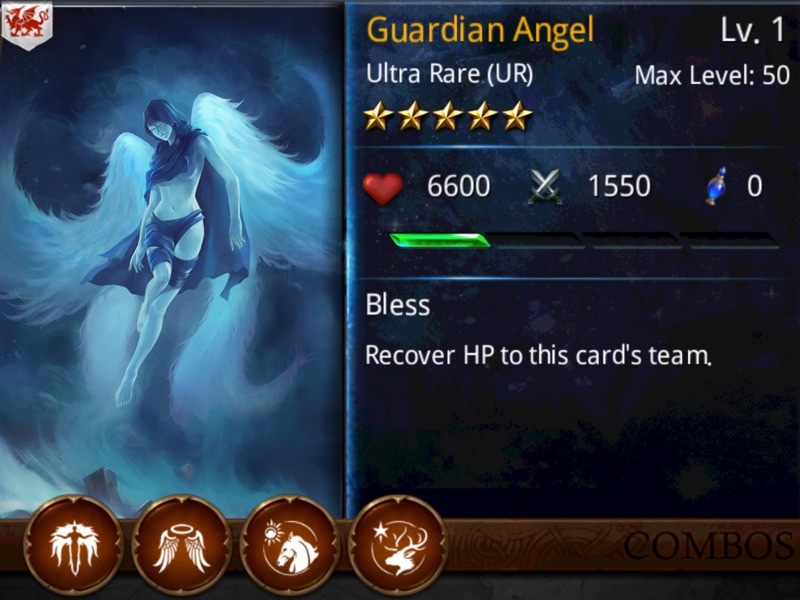 Guardian Angel Lv. 1
Ultra Rare (UR) Max Level: 50
6600 1550 0
Bless
Recover HP to this card's team.
COMBOS